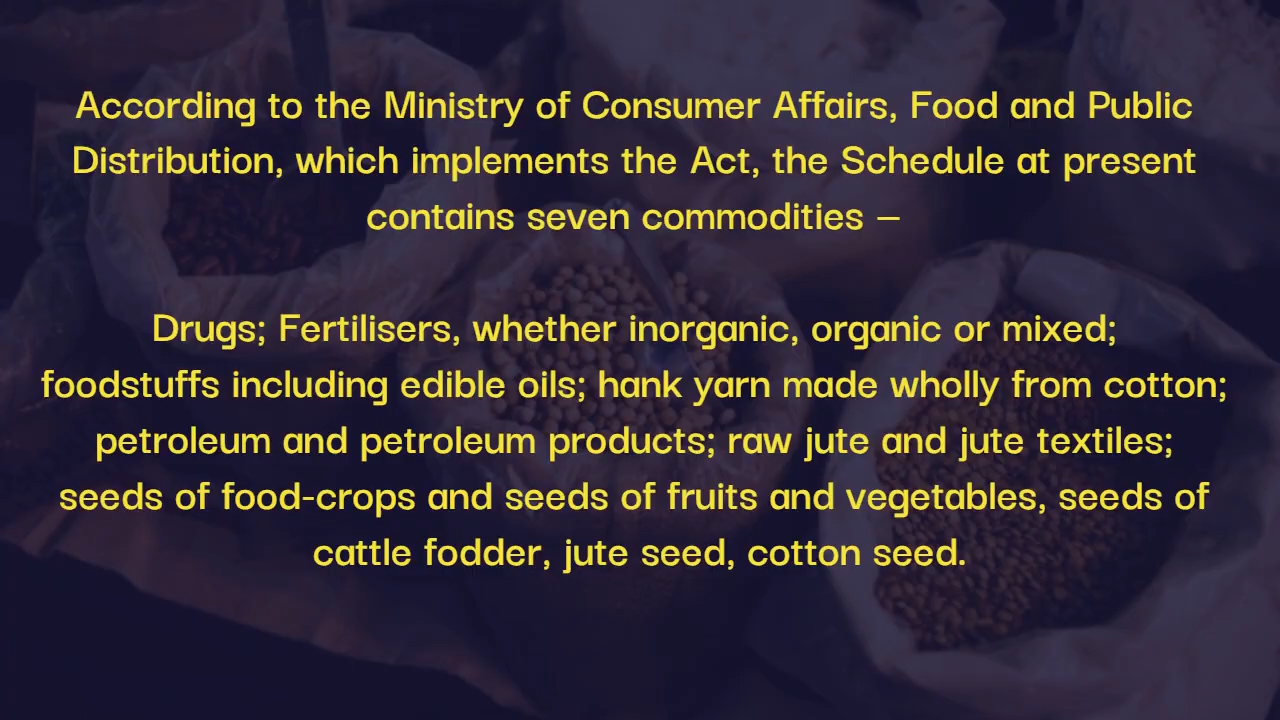 According to the Ministry of Consumer Affairs, Food and Public
Distribution, which implements the Act, the Schedule at present
contains seven commodities –
Drugs; Fertilisers, whether inorganic, organic or mixed;
foodstuffs including edible oils; hank yarn made wholly from cotton;
petroleum and petroleum products; raw jute and jute textiles;
seeds of food-crops and seeds of fruits and vegetables, seeds of
cattle fodder, jute seed, cotton seed.